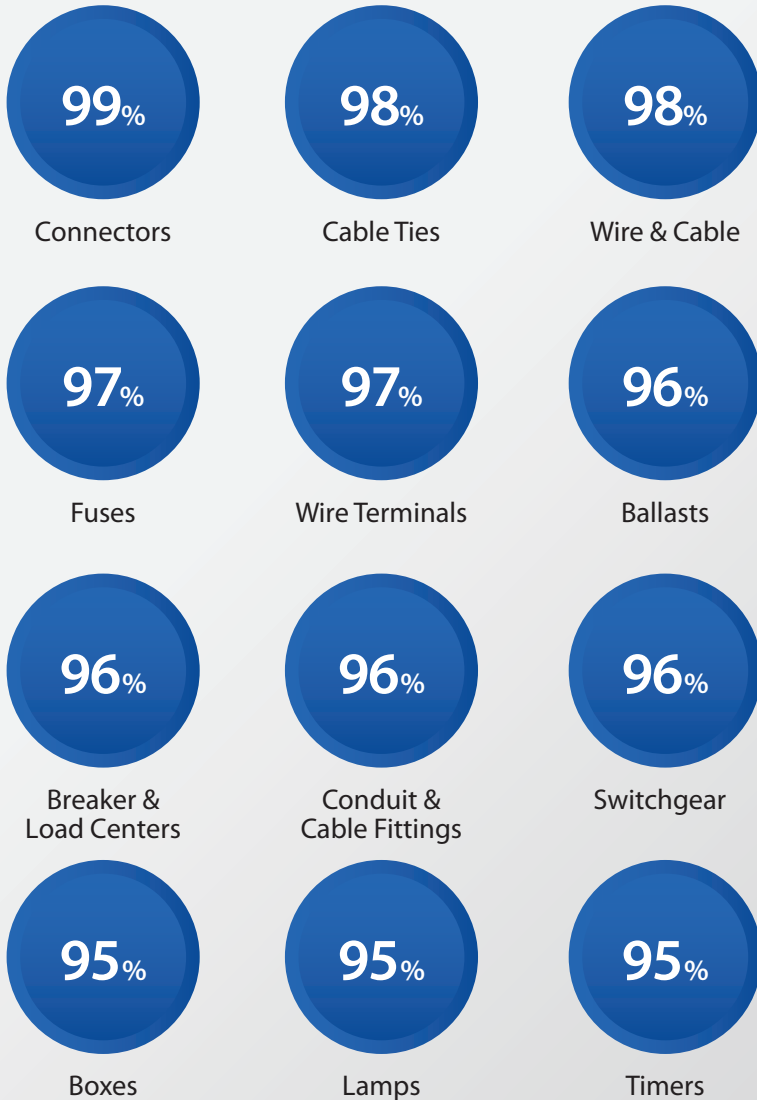 99%
98%
98%
Connectors
Cable Ties
Wire & Cable
97%
97%
96%
Fuses
Wire Terminals
Ballasts
96%
96%
96%
Breaker &
Load Centers
Conduit &
Cable Fittings
Switchgear
95%
95%
95%
Boxes
Lamps
Timers